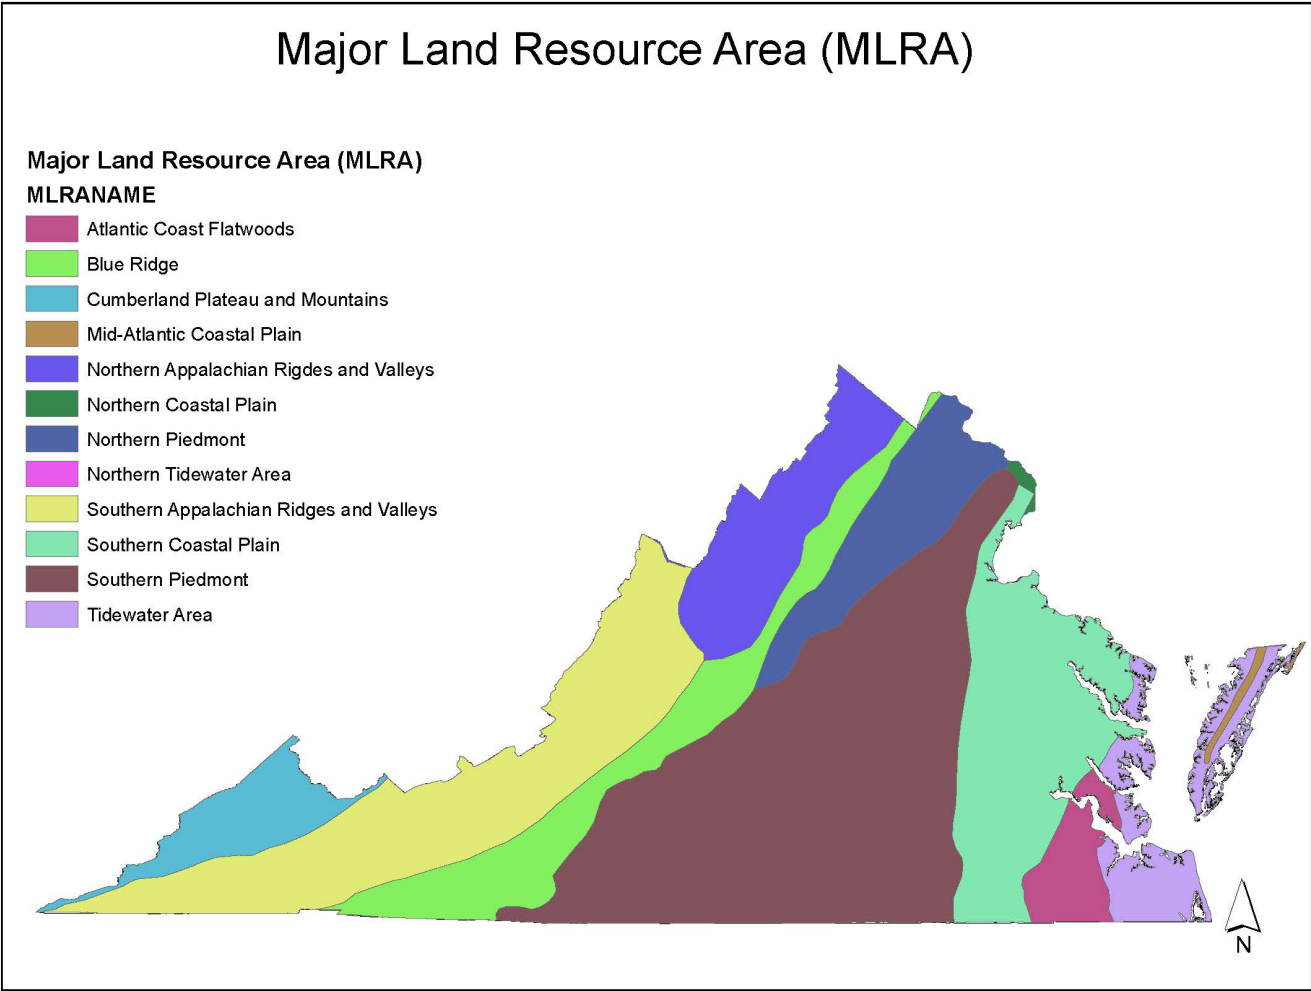 Major Land Resource Area (MLRA)
Major Land Resource Area (MLRA)
MLRANAME
Atlantic Coast Flatwoods
Blue Ridge
Cumberland Plateau and Mountains
Mid-Atlantic Coastal Plain
Northern Appalachian Rigdes and Valleys
Northern Coastal Plain
Northern Piedmont
Northern Tidewater Area
Southern Appalachian Ridges and Valleys
Southern Coastal Plain
Southern Piedmont
Tidewater Area
N